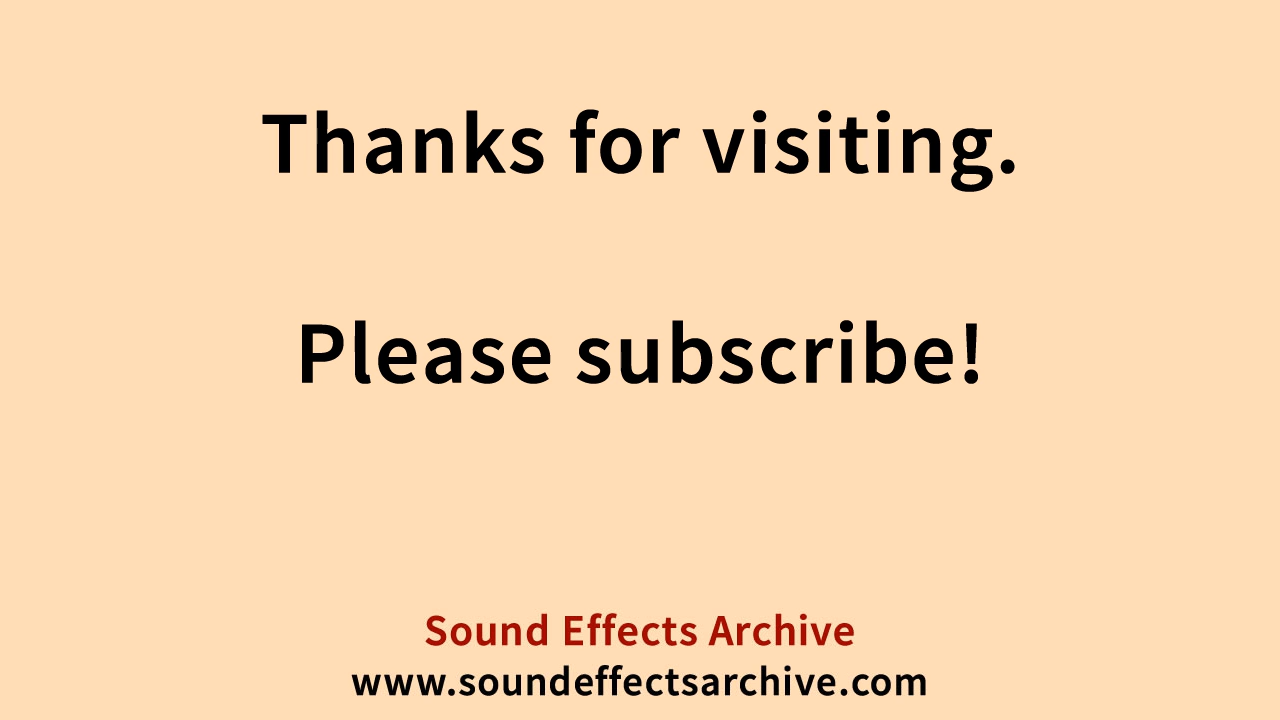 Thanks for visiting.
Please subscribe!
Sound Effects Archive
www.soundeffectsarchive.com